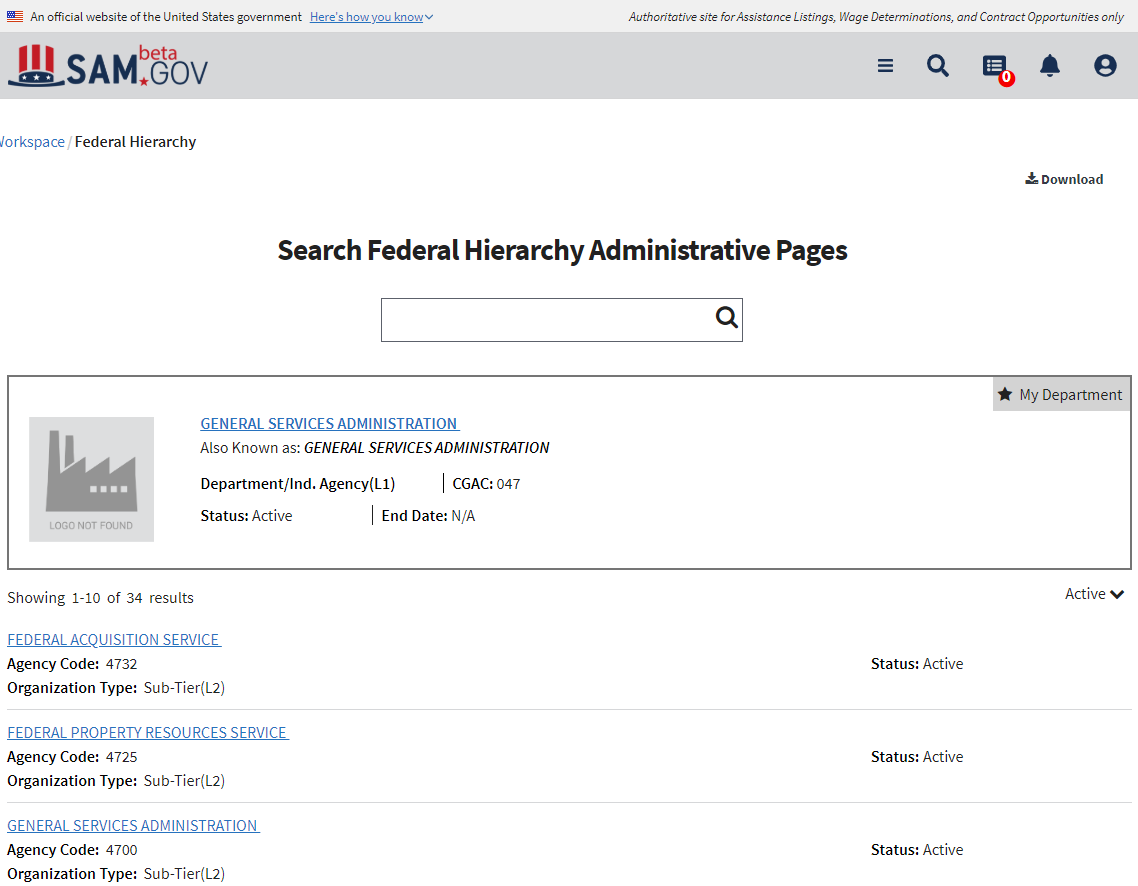 An official website of the United States government Here's how you know
Authoritative site for Assistance Listings, Wage Determinations, and Contract Opportunities only
SAM.GOV beta
0
Workspace / Federal Hierarchy
Download
Search Federal Hierarchy Administrative Pages
My Department
GENERAL SERVICES ADMINISTRATION
Also Known as: GENERAL SERVICES ADMINISTRATION
Department/Ind. Agency(L1) CGAC: 047
Status: Active End Date: N/A
LOGO NOT FOUND
Showing 1-10 of 34 results
Active
FEDERAL ACQUISITION SERVICE
Agency Code: 4732 Status: Active
Organization Type: Sub-Tier(L2)
FEDERAL PROPERTY RESOURCES SERVICE
Agency Code: 4725 Status: Active
Organization Type: Sub-Tier(L2)
GENERAL SERVICES ADMINISTRATION
Agency Code: 4700 Status: Active
Organization Type: Sub-Tier(L2)